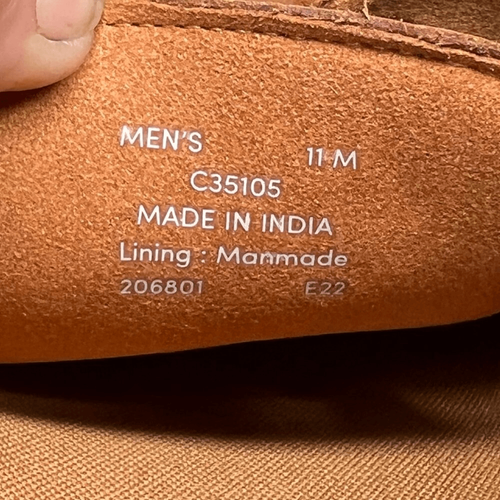 MEN'S 11 M
C35105
MADE IN INDIA
Lining : Manmade
206801 E22